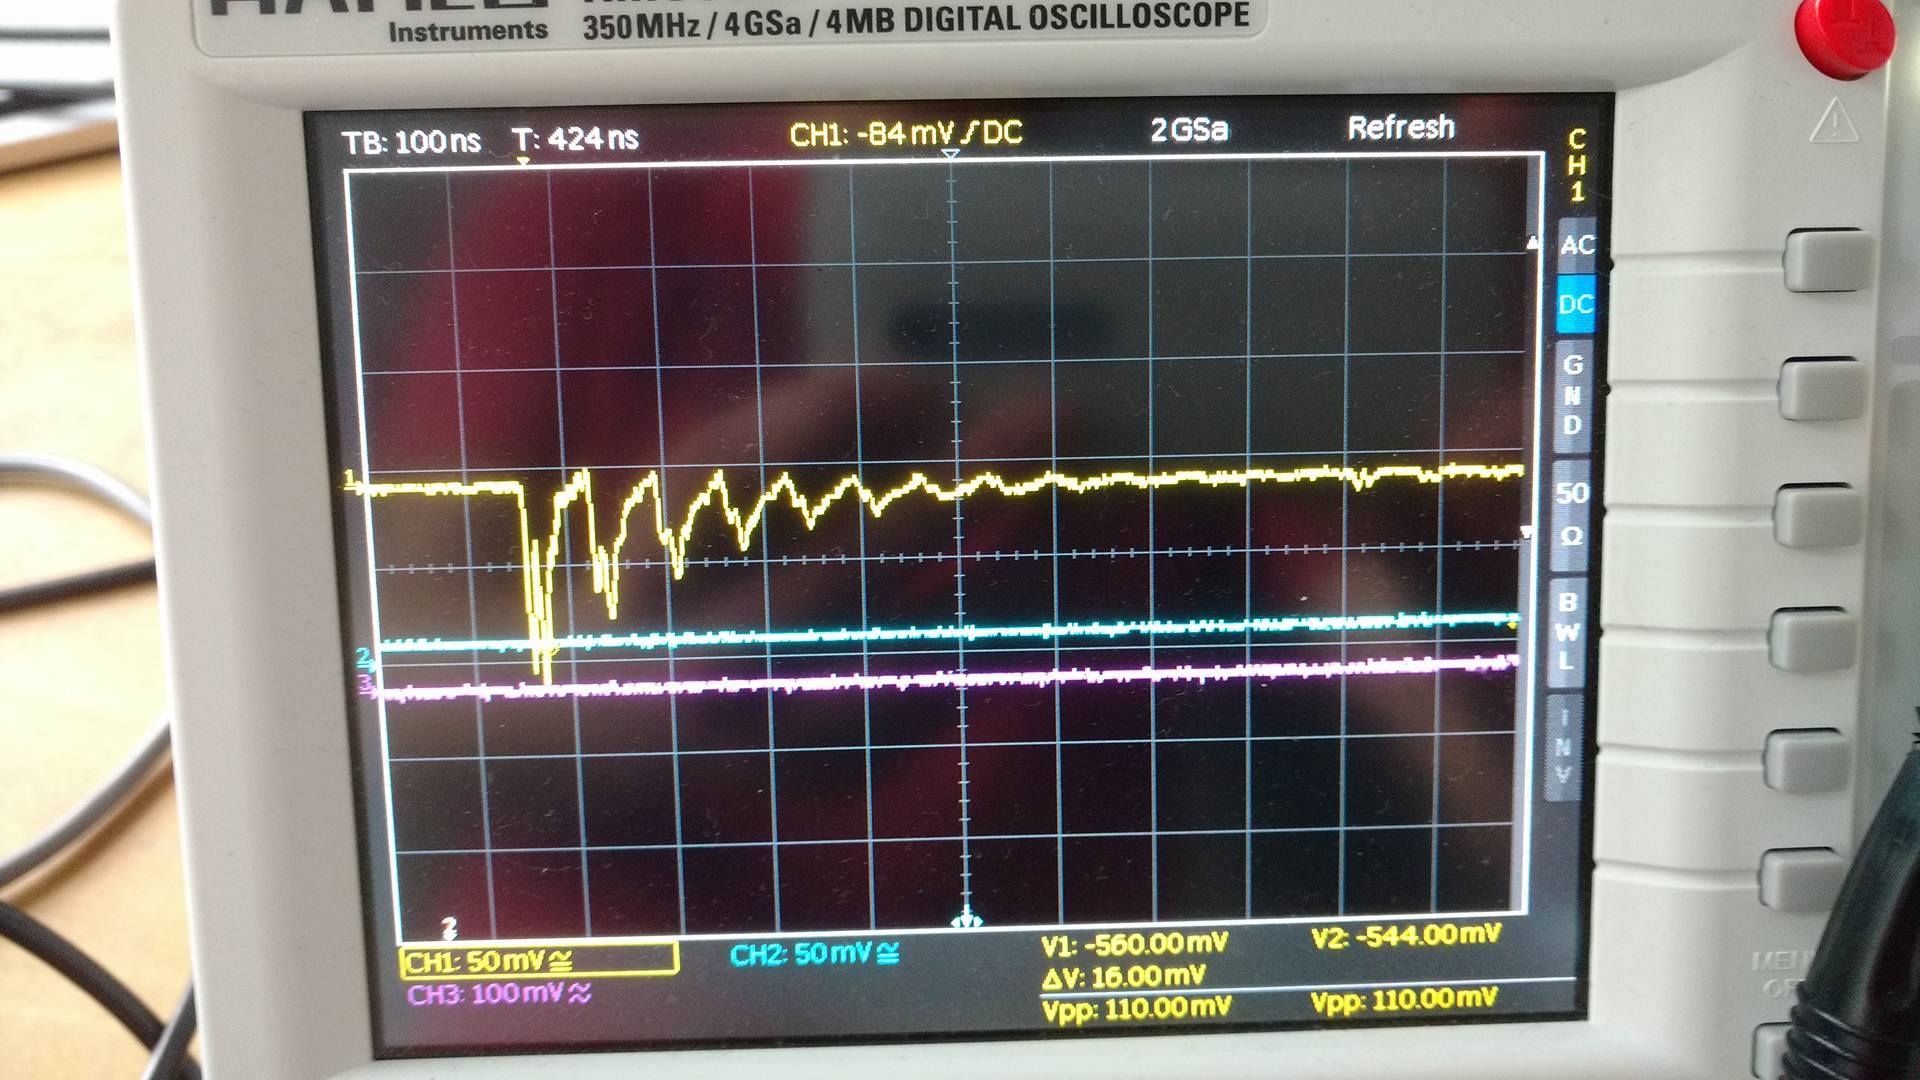 Instruments
350MHz / 4GSa / 4MB DIGITAL OSCILLOSCOPE
TB: 100ns T: 424ns CH1: -84mV DC 2GSa Refresh
CH1
AC
DC
GND
50Ω
BWL
INV
1
2
3
2
CH1: 50mV≅ CH2: 50mV≅ V1: -560.00mV V2: -544.00mV
ΔV: 16.00mV
CH3: 100mV≈ Vpp: 110.00mV Vpp: 110.00mV